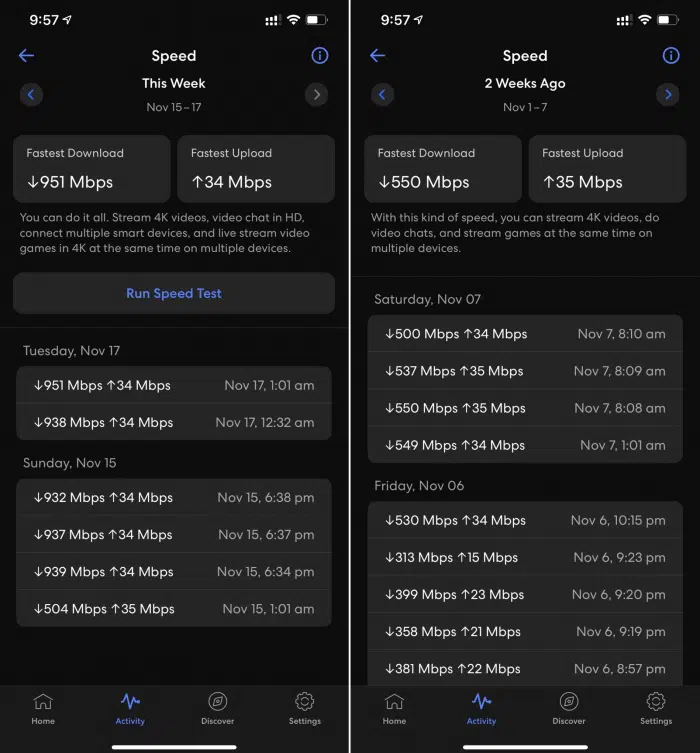 9:57
Speed
This Week
Nov 15–17
Fastest Download
↓951 Mbps
Fastest Upload
↑34 Mbps
You can do it all. Stream 4K videos, video chat in HD,
connect multiple smart devices, and live stream video
games in 4K at the same time on multiple devices.
Run Speed Test
Tuesday, Nov 17
↓951 Mbps ↑34 Mbps Nov 17, 1:01 am
↓938 Mbps ↑34 Mbps Nov 17, 12:32 am
Sunday, Nov 15
↓932 Mbps ↑34 Mbps Nov 15, 6:38 pm
↓937 Mbps ↑34 Mbps Nov 15, 6:37 pm
↓939 Mbps ↑34 Mbps Nov 15, 6:34 pm
↓504 Mbps ↑35 Mbps Nov 15, 1:01 am
Home Activity Discover Settings
9:57
Speed
2 Weeks Ago
Nov 1–7
Fastest Download
↓550 Mbps
Fastest Upload
↑35 Mbps
With this kind of speed, you can stream 4K videos, do
video chats, and stream games at the same time on
multiple devices.
Saturday, Nov 07
↓500 Mbps ↑34 Mbps Nov 7, 8:10 am
↓537 Mbps ↑35 Mbps Nov 7, 8:09 am
↓550 Mbps ↑35 Mbps Nov 7, 8:08 am
↓549 Mbps ↑34 Mbps Nov 7, 1:01 am
Friday, Nov 06
↓530 Mbps ↑34 Mbps Nov 6, 10:15 pm
↓313 Mbps ↑15 Mbps Nov 6, 9:23 pm
↓399 Mbps ↑23 Mbps Nov 6, 9:20 pm
↓358 Mbps ↑21 Mbps Nov 6, 9:19 pm
↓381 Mbps ↑22 Mbps Nov 6, 8:57 pm
Home Activity Discover Settings